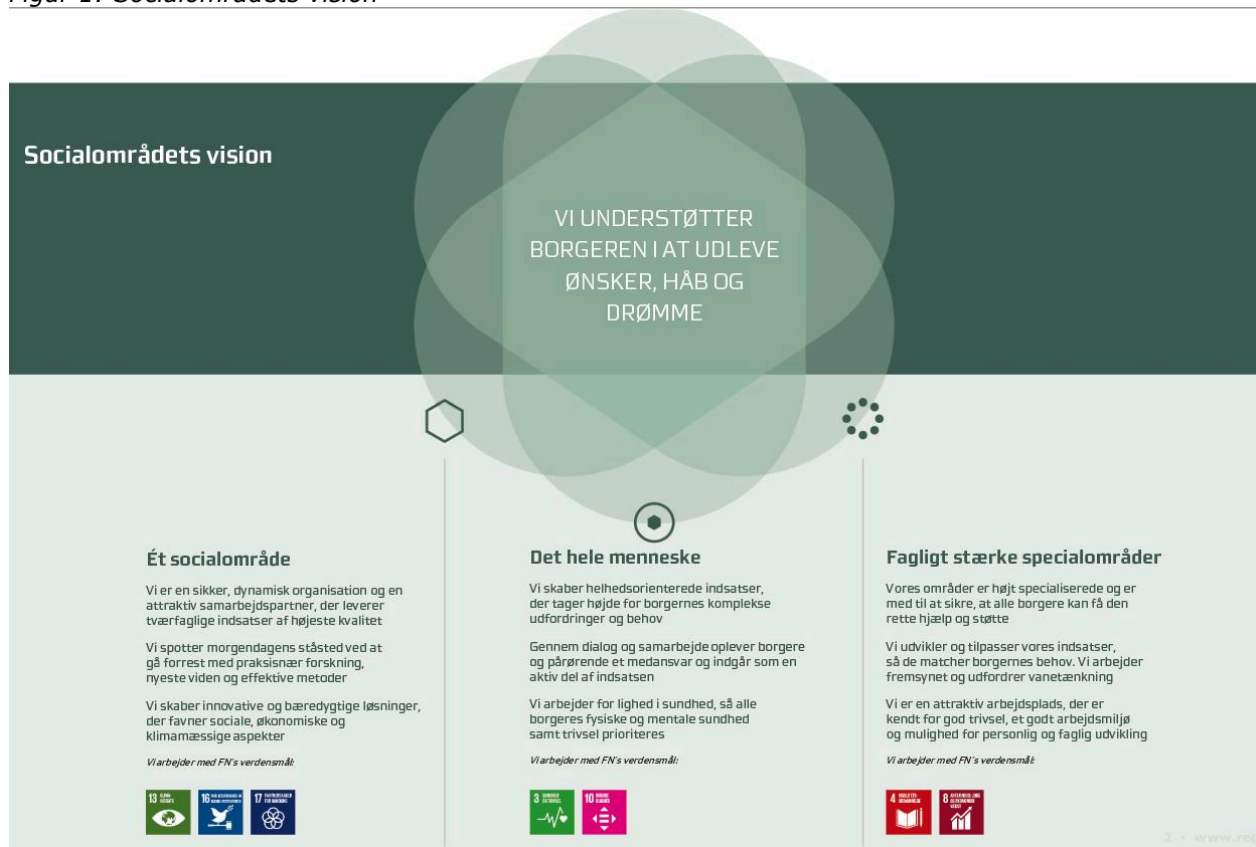 Figur 1: Socialområdets vision
Socialområdets vision
VI UNDERSTØTTER
BORGEREN I AT UDLEVE
ØNSKER, HÅB OG
DRØMME
Ét socialområde
Vi er en sikker, dynamisk organisation og en
attraktiv samarbejdspartner, der leverer
tværfaglige indsatser af højeste kvalitet
Vi spotter morgendagens ståsted ved at
gå forrest med praksisnær forskning,
nyeste viden og effektive metoder
Vi skaber innovative og bæredygtige løsninger,
der favner sociale, økonomiske og
klimamæssige aspekter
Vi arbejder med FN's verdensmål:
13
16
17
Det hele menneske
Vi skaber helhedsorienterede indsatser,
der tager højde for borgernes komplekse
udfordringer og behov
Gennem dialog og samarbejde oplever borgere
og pårørende et medansvar og indgår som en
aktiv del af indsatsen
Vi arbejder for lighed i sundhed, så alle
borgeres fysiske og mentale sundhed
samt trivsel prioriteres
Vi arbejder med FN's verdensmål:
3
10
Fagligt stærke specialområder
Vores områder er højt specialiserede og er
med til at sikre, at alle borgere kan få den
rette hjælp og støtte
Vi udvikler og tilpasser vores indsatser,
så de matcher borgernes behov. Vi arbejder
fremsynet og udfordrer vanetænkning
Vi er en attraktiv arbejdsplads, der er
kendt for god trivsel, et godt arbejdsmiljø
og mulighed for personlig og faglig udvikling
Vi arbejder med FN's verdensmål:
4
8
2 • www.reg